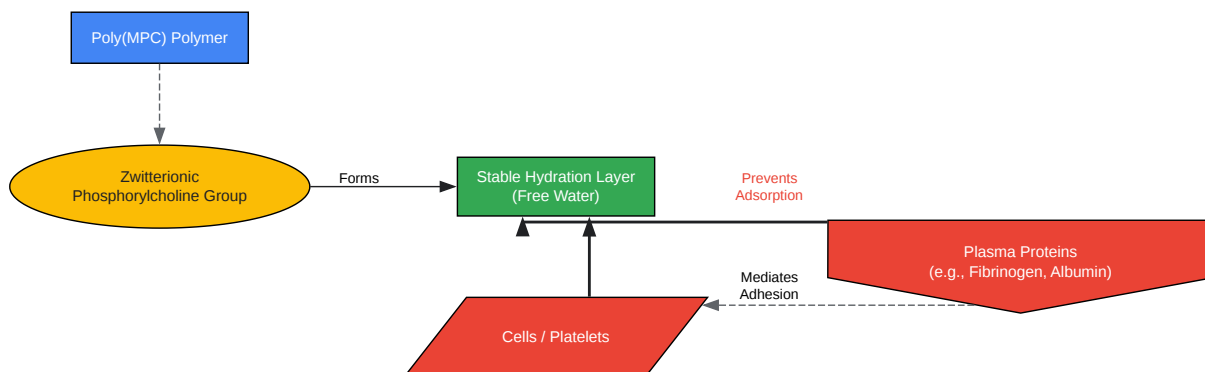 Poly(MPC) Polymer
Zwitterionic
Phosphorylcholine Group
Forms
Stable Hydration Layer
(Free Water)
Prevents
Adsorption
Plasma Proteins
(e.g., Fibrinogen, Albumin)
Mediates
Adhesion
Cells / Platelets